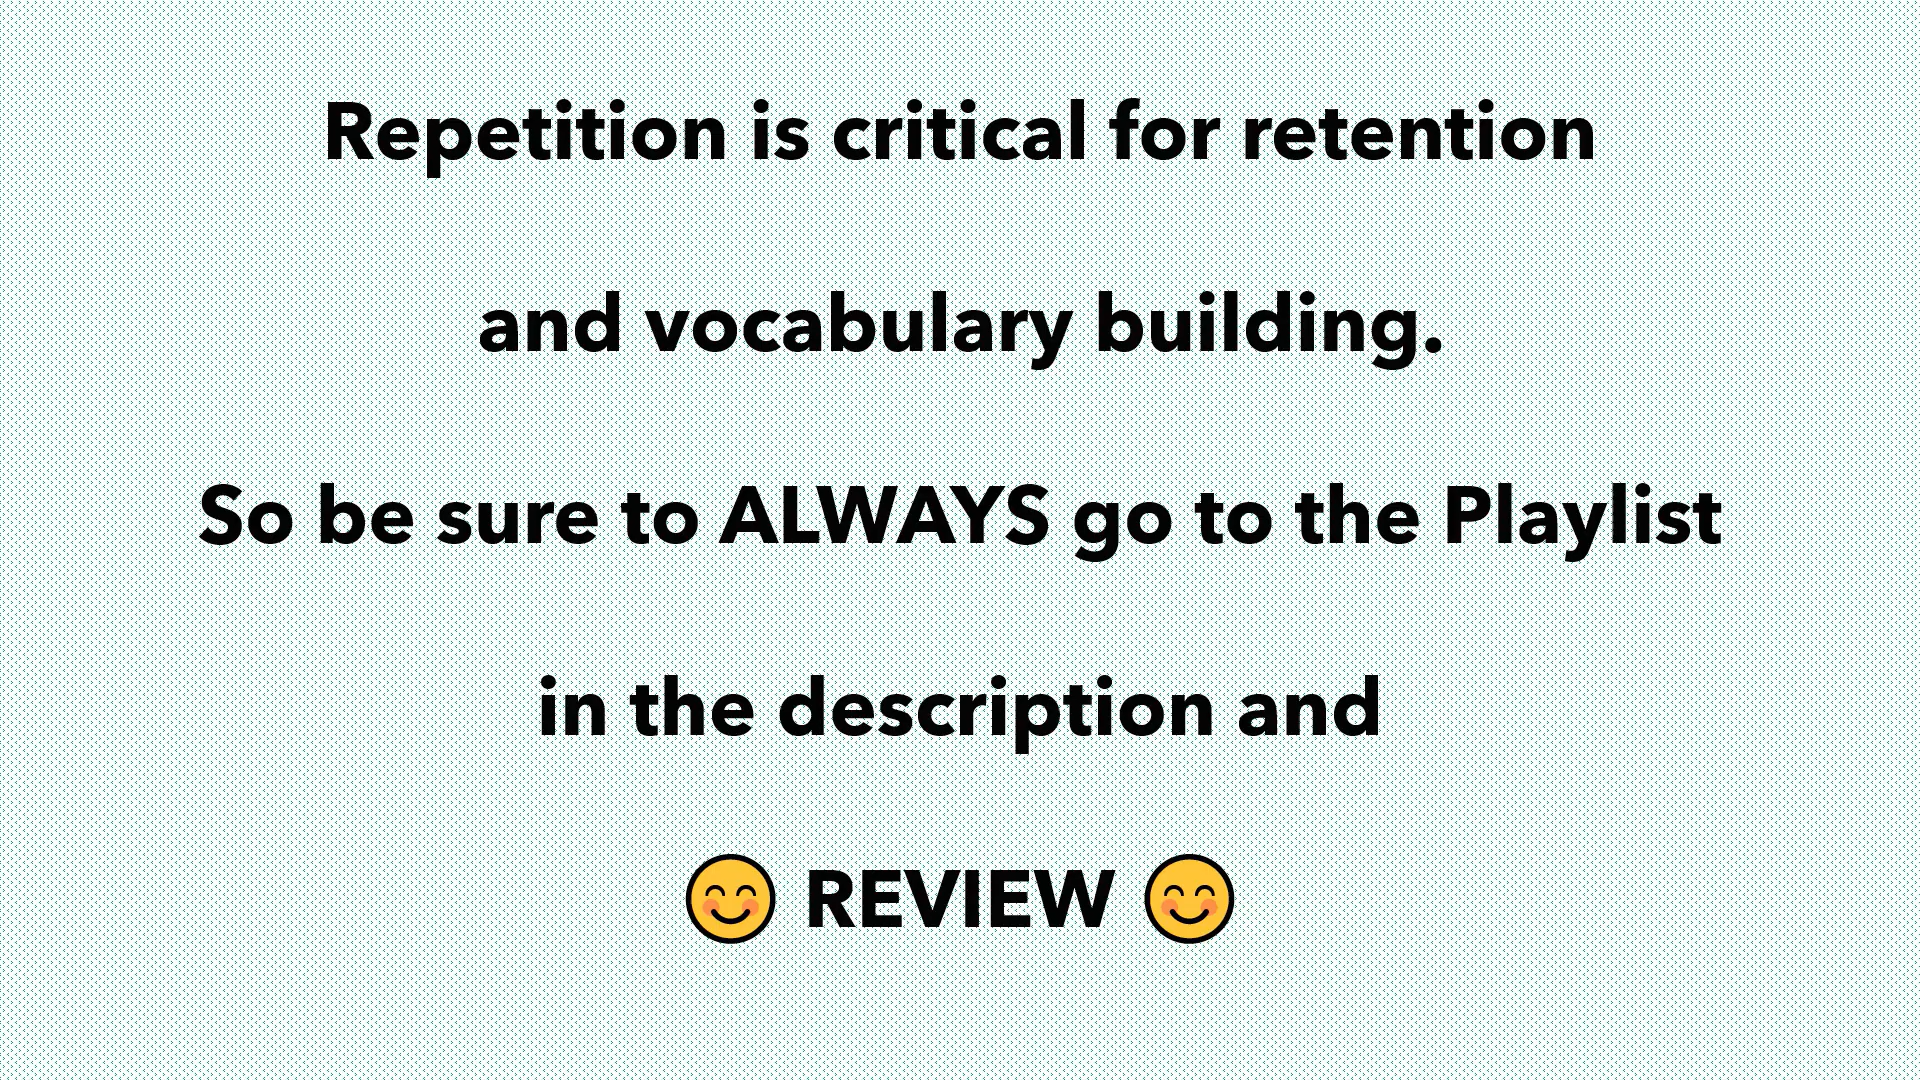 Repetition is critical for retention
and vocabulary building.
So be sure to ALWAYS go to the Playlist
in the description and
😊 REVIEW 😊